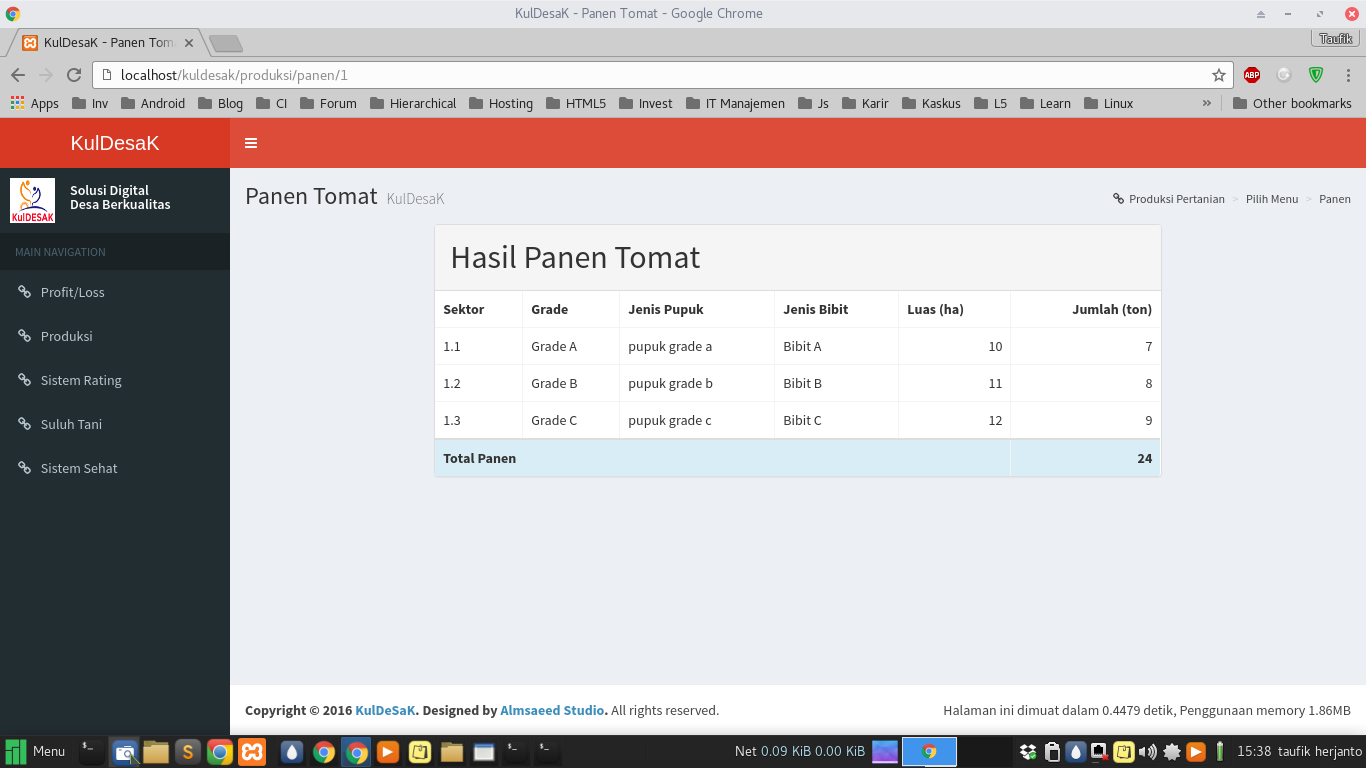 KulDesaK - Panen Tomat - Google Chrome
KulDesaK - Panen Tom
Taufik
localhost/kuldesak/produksi/panen/1
ABP
Apps Inv Android Blog CI Forum Hierarchical Hosting HTML5 Invest IT Manajemen Js Karir Kaskus L5 Learn Linux » Other bookmarks
KulDesaK
KulDESAK
Solusi Digital
Desa Berkualitas
MAIN NAVIGATION
Profit/Loss
Produksi
Sistem Rating
Suluh Tani
Sistem Sehat
Panen Tomat KulDesaK
Produksi Pertanian > Pilih Menu > Panen
Hasil Panen Tomat
Sektor Grade Jenis Pupuk Jenis Bibit Luas (ha) Jumlah (ton)
1.1 Grade A pupuk grade a Bibit A 10 7
1.2 Grade B pupuk grade b Bibit B 11 8
1.3 Grade C pupuk grade c Bibit C 12 9
Total Panen 24
Copyright © 2016 KulDeSaK. Designed by Almsaeed Studio. All rights reserved.
Halaman ini dimuat dalam 0.4479 detik, Penggunaan memory 1.86MB
Menu
Net 0.09 KiB 0.00 KiB
15:38 taufik herjanto